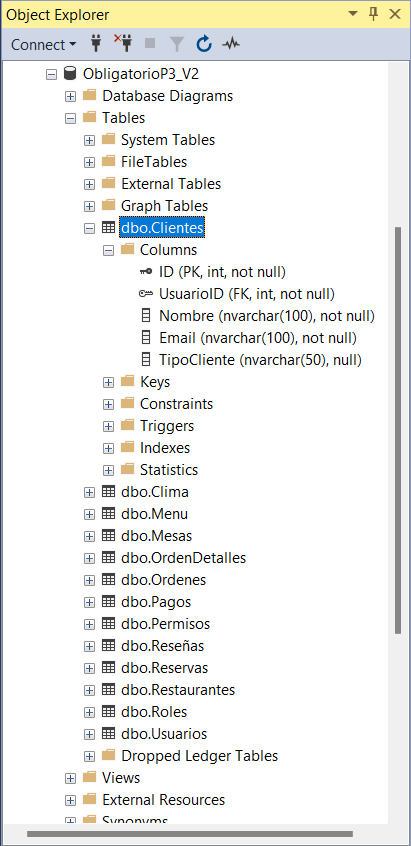 Object Explorer
Connect
ObligatorioP3_V2
Database Diagrams
Tables
System Tables
FileTables
External Tables
Graph Tables
dbo.Clientes
Columns
ID (PK, int, not null)
UsuarioID (FK, int, not null)
Nombre (nvarchar(100), not null)
Email (nvarchar(100), not null)
TipoCliente (nvarchar(50), null)
Keys
Constraints
Triggers
Indexes
Statistics
dbo.Clima
dbo.Menu
dbo.Mesas
dbo.OrdenDetalles
dbo.Ordenes
dbo.Pagos
dbo.Permisos
dbo.Reseñas
dbo.Reservas
dbo.Restaurantes
dbo.Roles
dbo.Usuarios
Dropped Ledger Tables
Views
External Resources
Synonyms